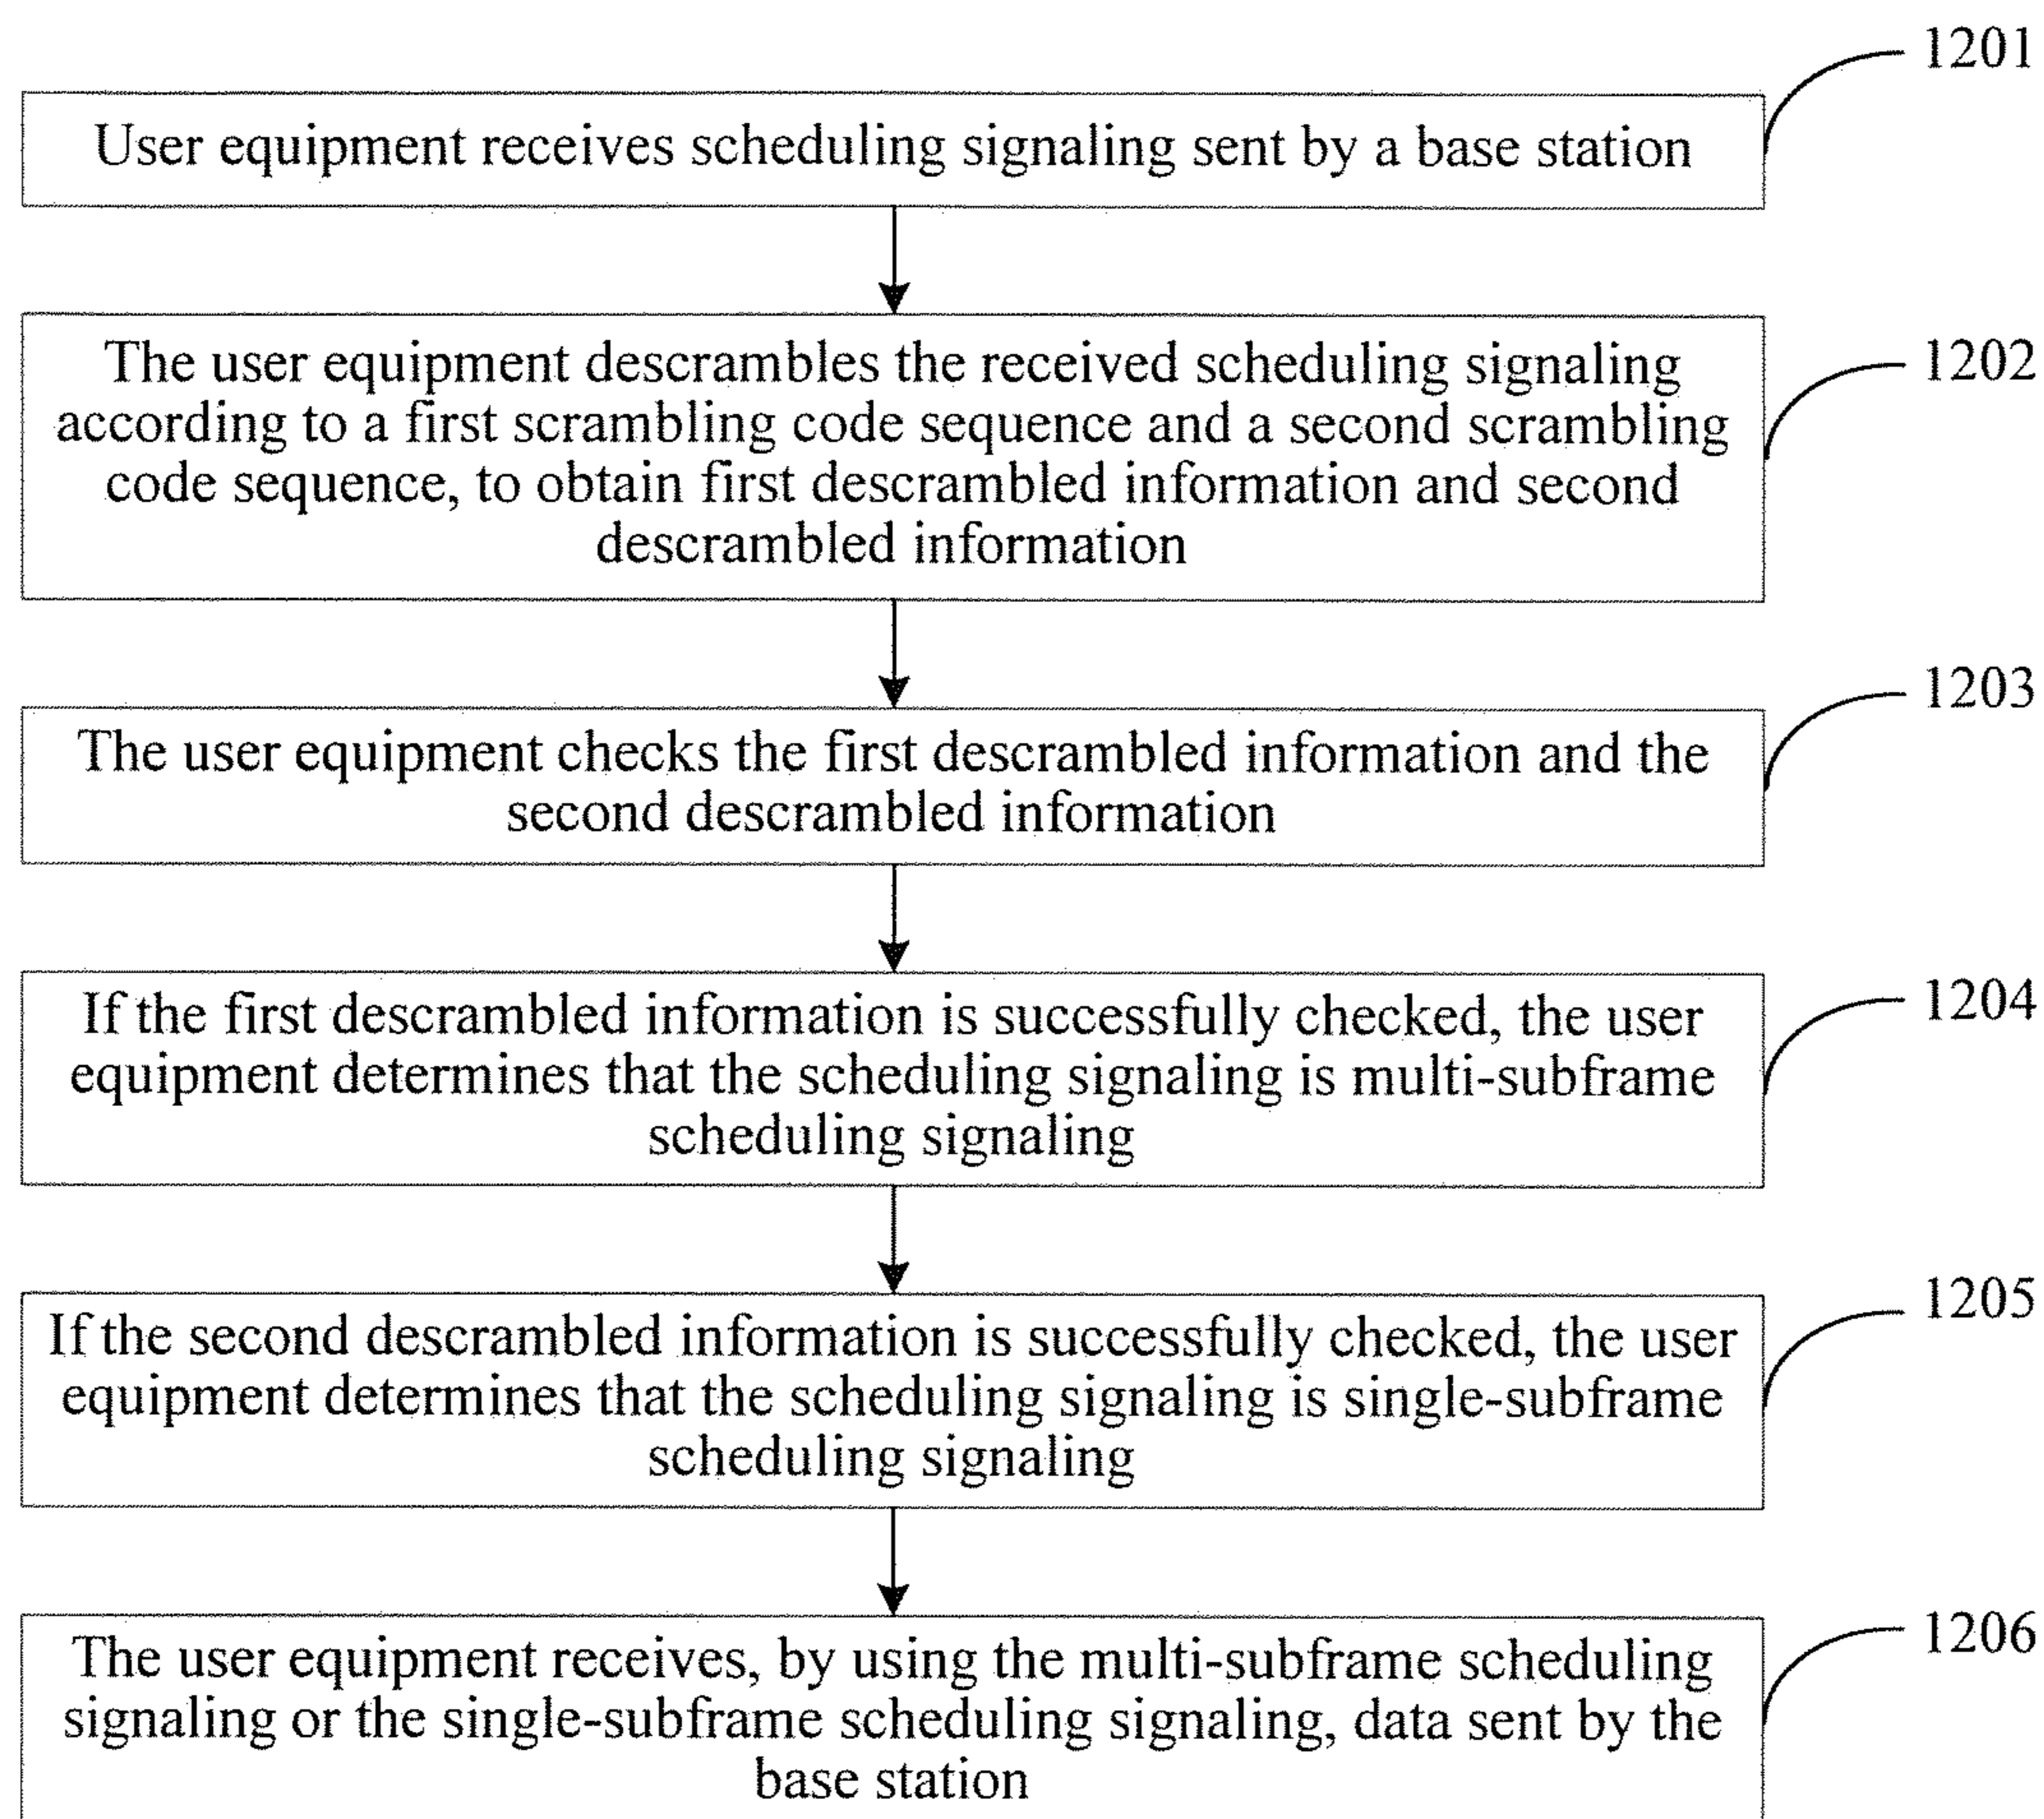 1201
User equipment receives scheduling signaling sent by a base station
The user equipment descrambles the received scheduling signaling
1202
according to a first scrambling code sequence and a second scrambling
code sequence, to obtain first descrambled information and second
descrambled information
1203
The user equipment checks the first descrambled information and the
second descrambled information
If the first descrambled information is successfully checked, the user
1204
equipment determines that the scheduling signaling is multi-subframe
scheduling signaling
1205
If the second descrambled information is successfully checked, the user
equipment determines that the scheduling signaling is single-subframe
scheduling signaling
1206
The user equipment receives, by using the multi-subframe scheduling
signaling or the single-subframe scheduling signaling, data sent by the
base station